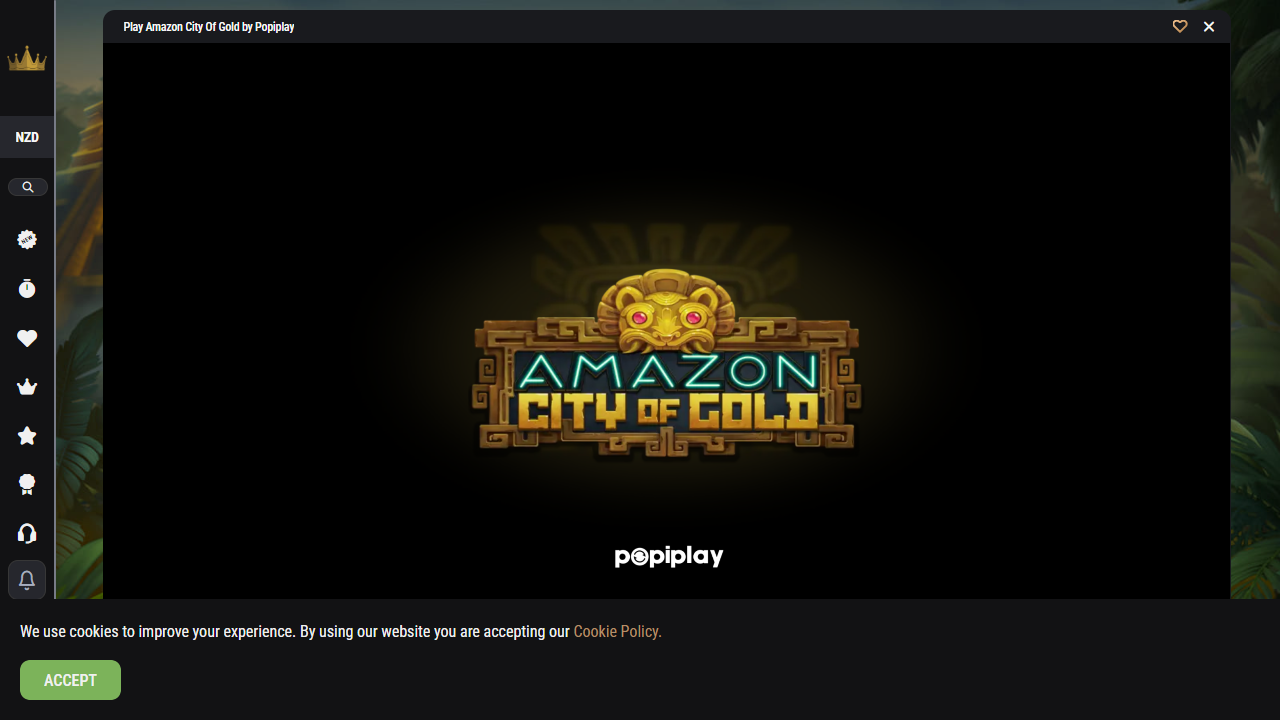 Play Amazon City Of Gold by Popiplay
NZD
NEW
AMAZON
CITY OF GOLD
popiplay
We use cookies to improve your experience. By using our website you are accepting our Cookie Policy.
ACCEPT